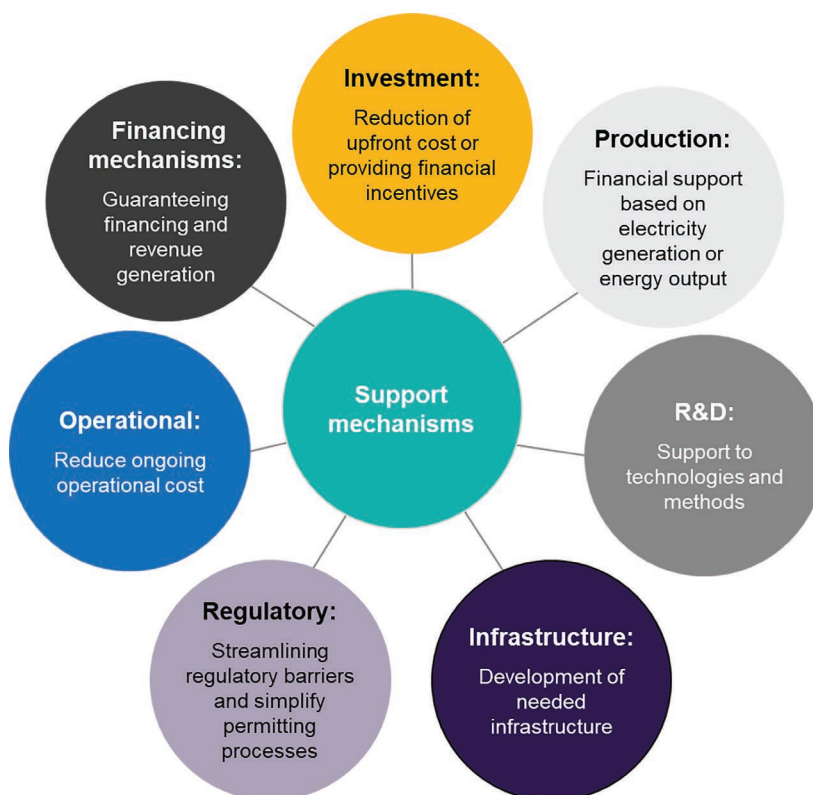 Investment:
Reduction of
upfront cost or
providing financial
incentives
Financing
mechanisms:
Guaranteeing
financing and
revenue
generation
Production:
Financial support
based on
electricity
generation or
energy output
Support
mechanisms
Operational:
Reduce ongoing
operational cost
R&D:
Support to
technologies and
methods
Regulatory:
Streamlining
regulatory barriers
and simplify
permitting
processes
Infrastructure:
Development of
needed
infrastructure